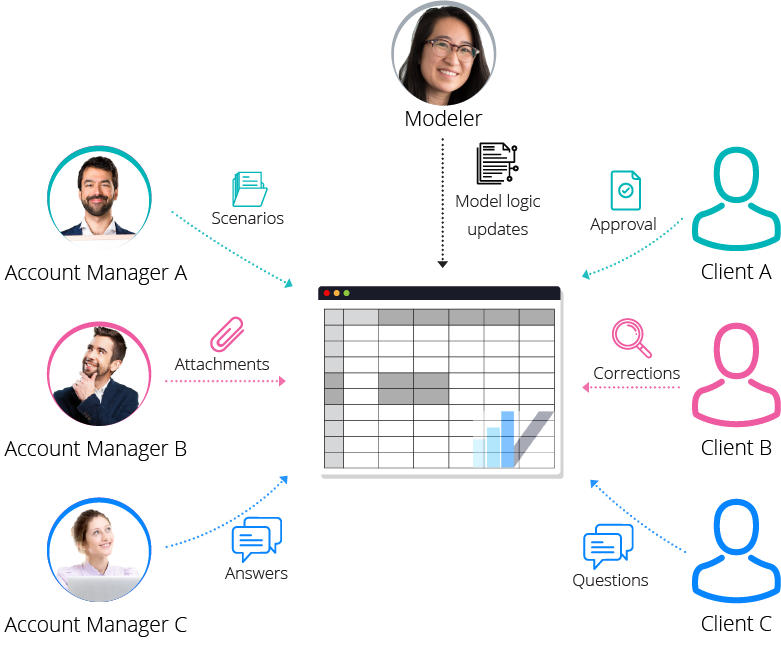 Modeler
Model logic
updates
Scenarios
Account Manager A
Approval
Client A
Attachments
Account Manager B
Corrections
Client B
Answers
Account Manager C
Questions
Client C